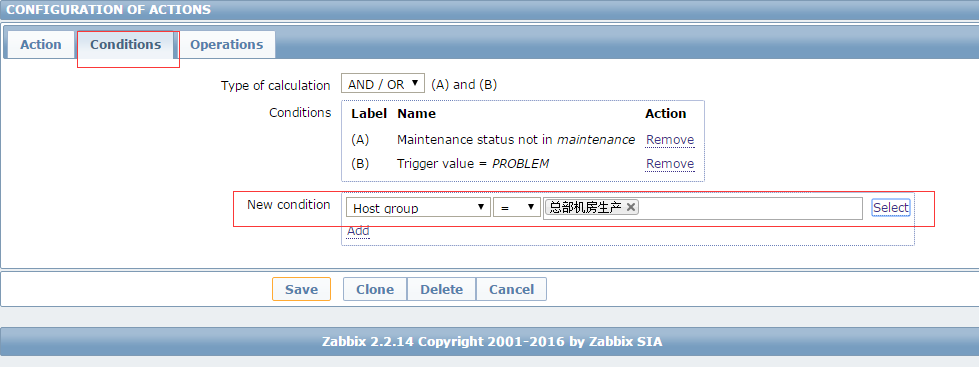 CONFIGURATION OF ACTIONS
Action Conditions Operations
Type of calculation AND / OR (A) and (B)
Conditions Label Name Action
(A) Maintenance status not in maintenance Remove
(B) Trigger value = PROBLEM Remove
New condition Host group = 总部机房生产 Select
Add
Save Clone Delete Cancel
Zabbix 2.2.14 Copyright 2001-2016 by Zabbix SIA